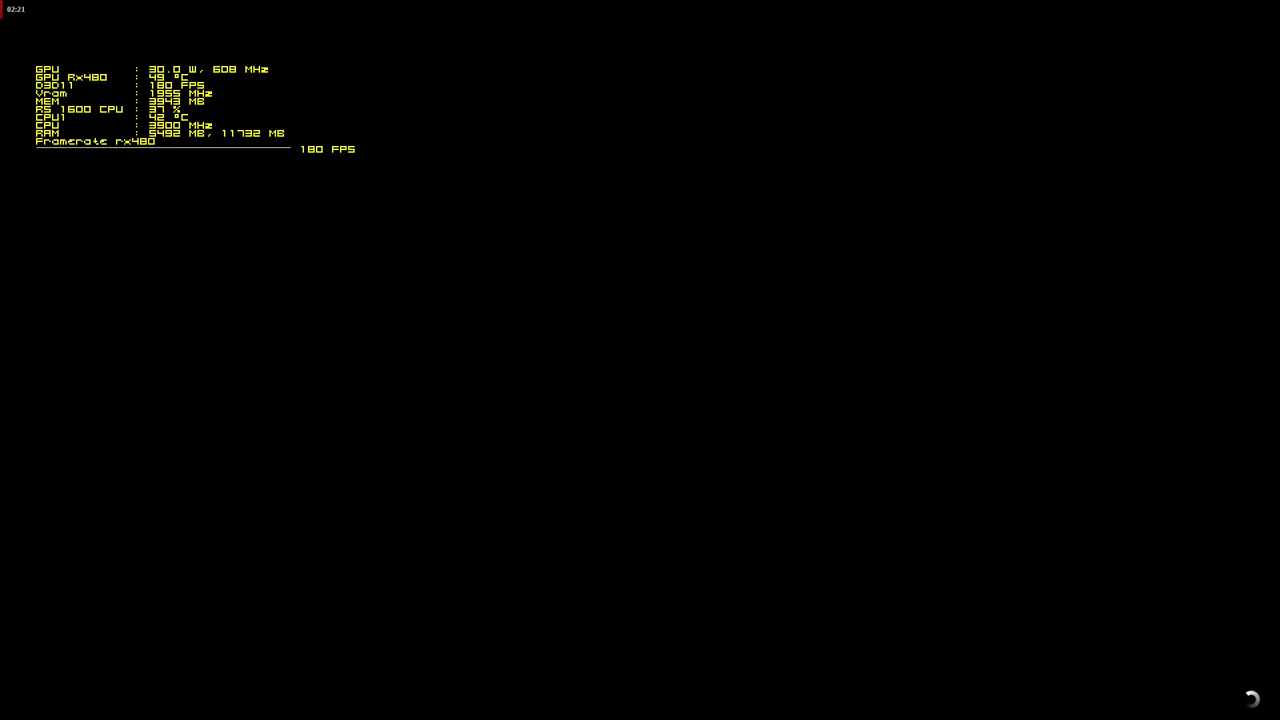 02:21
GPU : 30.0 W, 608 MHz
GPU Rx480 : 49 °C
D3D11 : 180 FPS
Vram : 1955 MHz
MEM : 3943 MB
R5 1600 CPU : 37 %
CPU1 : 42 °C
CPU : 3900 MHz
RAM : 5492 MB, 11732 MB
Framerate rx480
180 FPS